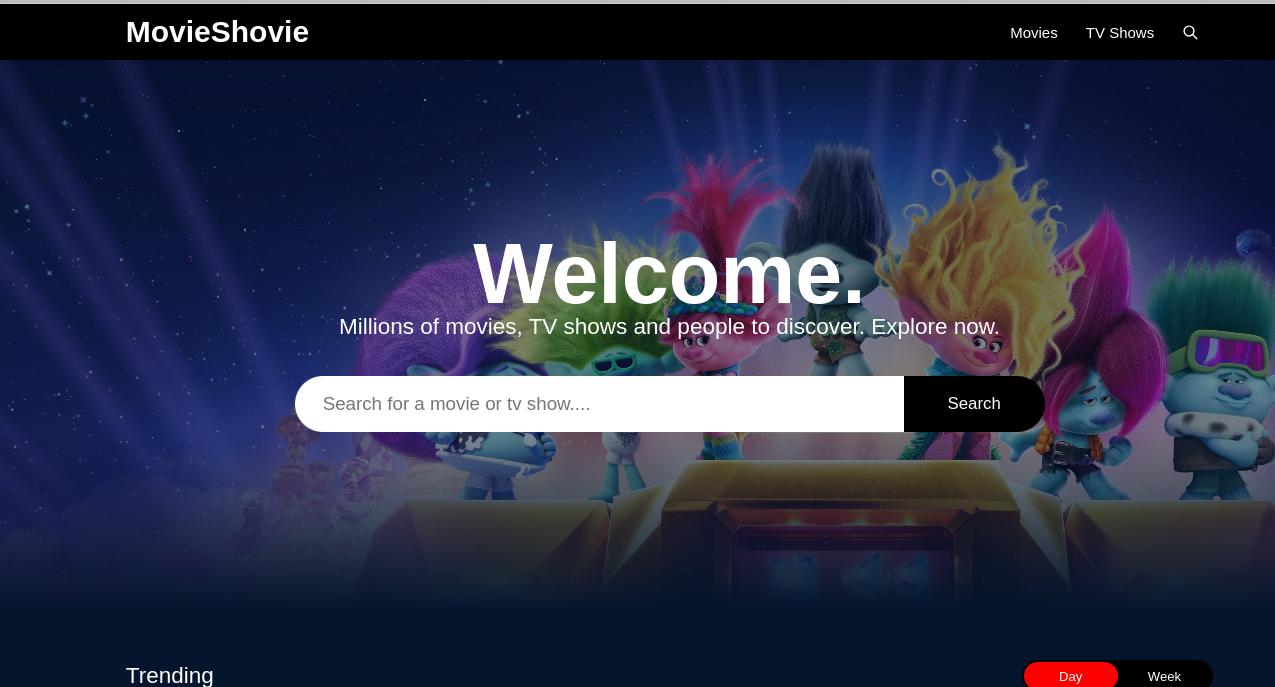 MovieShovie
Movies TV Shows
Welcome.
Millions of movies, TV shows and people to discover. Explore now.
Search for a movie or tv show.... Search
Trending Day Week